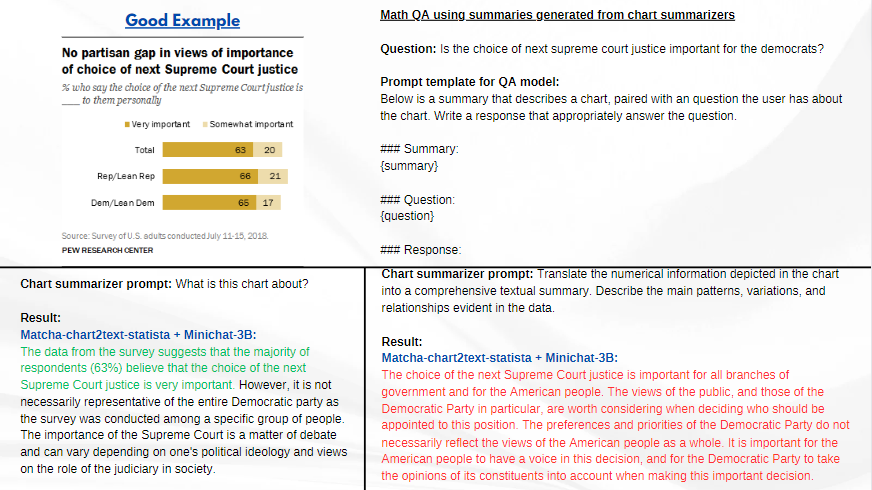 Good Example
No partisan gap in views of importance
of choice of next Supreme Court justice
% who say the choice of the next Supreme Court justice is
___ to them personally
Very important Somewhat important
Total 63 20
Rep/Lean Rep 66 21
Dem/Lean Dem 65 17
Source: Survey of U.S. adults conducted July 11-15, 2018.
PEW RESEARCH CENTER
Math QA using summaries generated from chart summarizers
Question: Is the choice of next supreme court justice important for the democrats?
Prompt template for QA model:
Below is a summary that describes a chart, paired with an question the user has about
the chart. Write a response that appropriately answer the question.
### Summary:
{summary}
### Question:
{question}
### Response:
Chart summarizer prompt: What is this chart about?
Result:
Matcha-chart2text-statista + Minichat-3B:
The data from the survey suggests that the majority of
respondents (63%) believe that the choice of the next
Supreme Court justice is very important. However, it is not
necessarily representative of the entire Democratic party as
the survey was conducted among a specific group of people.
The importance of the Supreme Court is a matter of debate
and can vary depending on one's political ideology and views
on the role of the judiciary in society.
Chart summarizer prompt: Translate the numerical information depicted in the chart
into a comprehensive textual summary. Describe the main patterns, variations, and
relationships evident in the data.
Result:
Matcha-chart2text-statista + Minichat-3B:
The choice of the next Supreme Court justice is important for all branches of
government and for the American people. The views of the public, and those of the
Democratic Party in particular, are worth considering when deciding who should be
appointed to this position. The preferences and priorities of the Democratic Party do not
necessarily reflect the views of the American people as a whole. It is important for the
American people to have a voice in this decision, and for the Democratic Party to take
the opinions of its constituents into account when making this important decision.